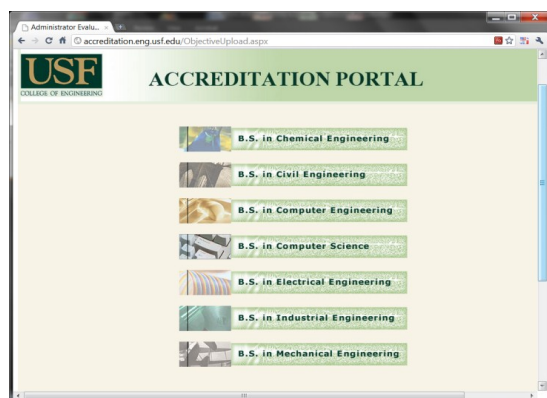 Administrator Evalu...
accreditation.eng.usf.edu/ObjectiveUpload.aspx
USF
COLLEGE OF ENGINEERING
ACCREDITATION PORTAL
B.S. in Chemical Engineering
B.S. in Civil Engineering
B.S. in Computer Engineering
B.S. in Computer Science
B.S. in Electrical Engineering
B.S. in Industrial Engineering
B.S. in Mechanical Engineering